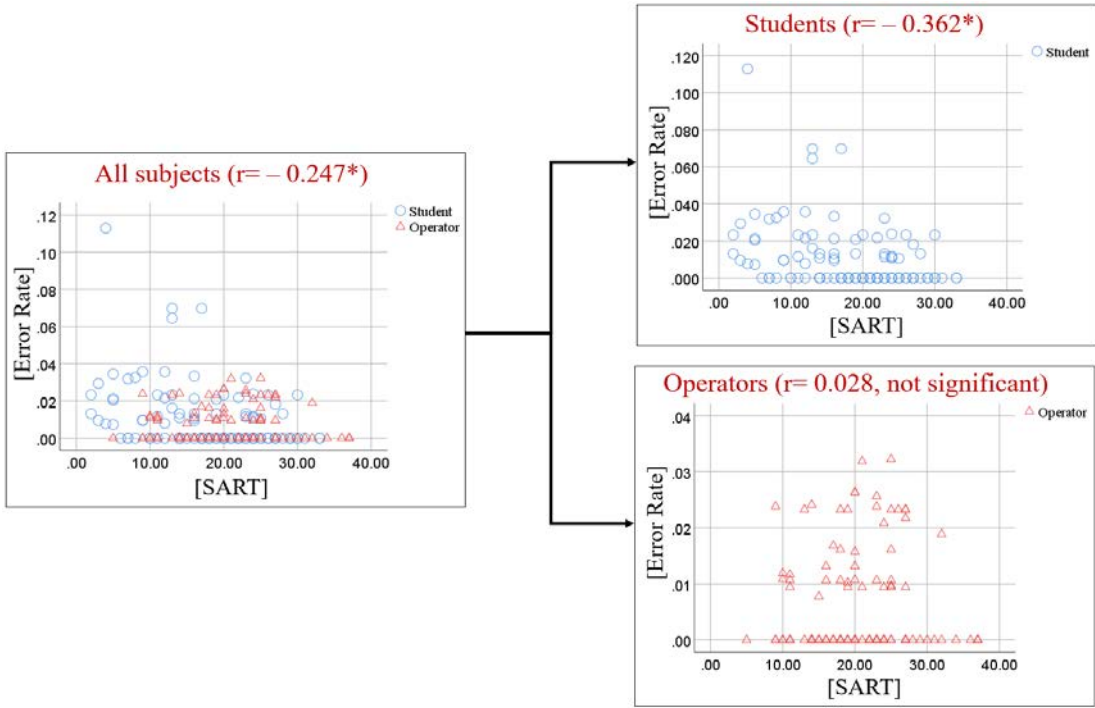 All subjects (r= – 0.247*)
[Error Rate]
.12
.10
.08
.06
.04
.02
.00
.00 10.00 20.00 30.00 40.00
[SART]
Student
Operator
Students (r= – 0.362*)
[Error Rate]
.120
.100
.080
.060
.040
.020
.000
.00 10.00 20.00 30.00 40.00
[SART]
Student
Operators (r= 0.028, not significant)
[Error Rate]
.04
.03
.02
.01
.00
.00 10.00 20.00 30.00 40.00
[SART]
Operator